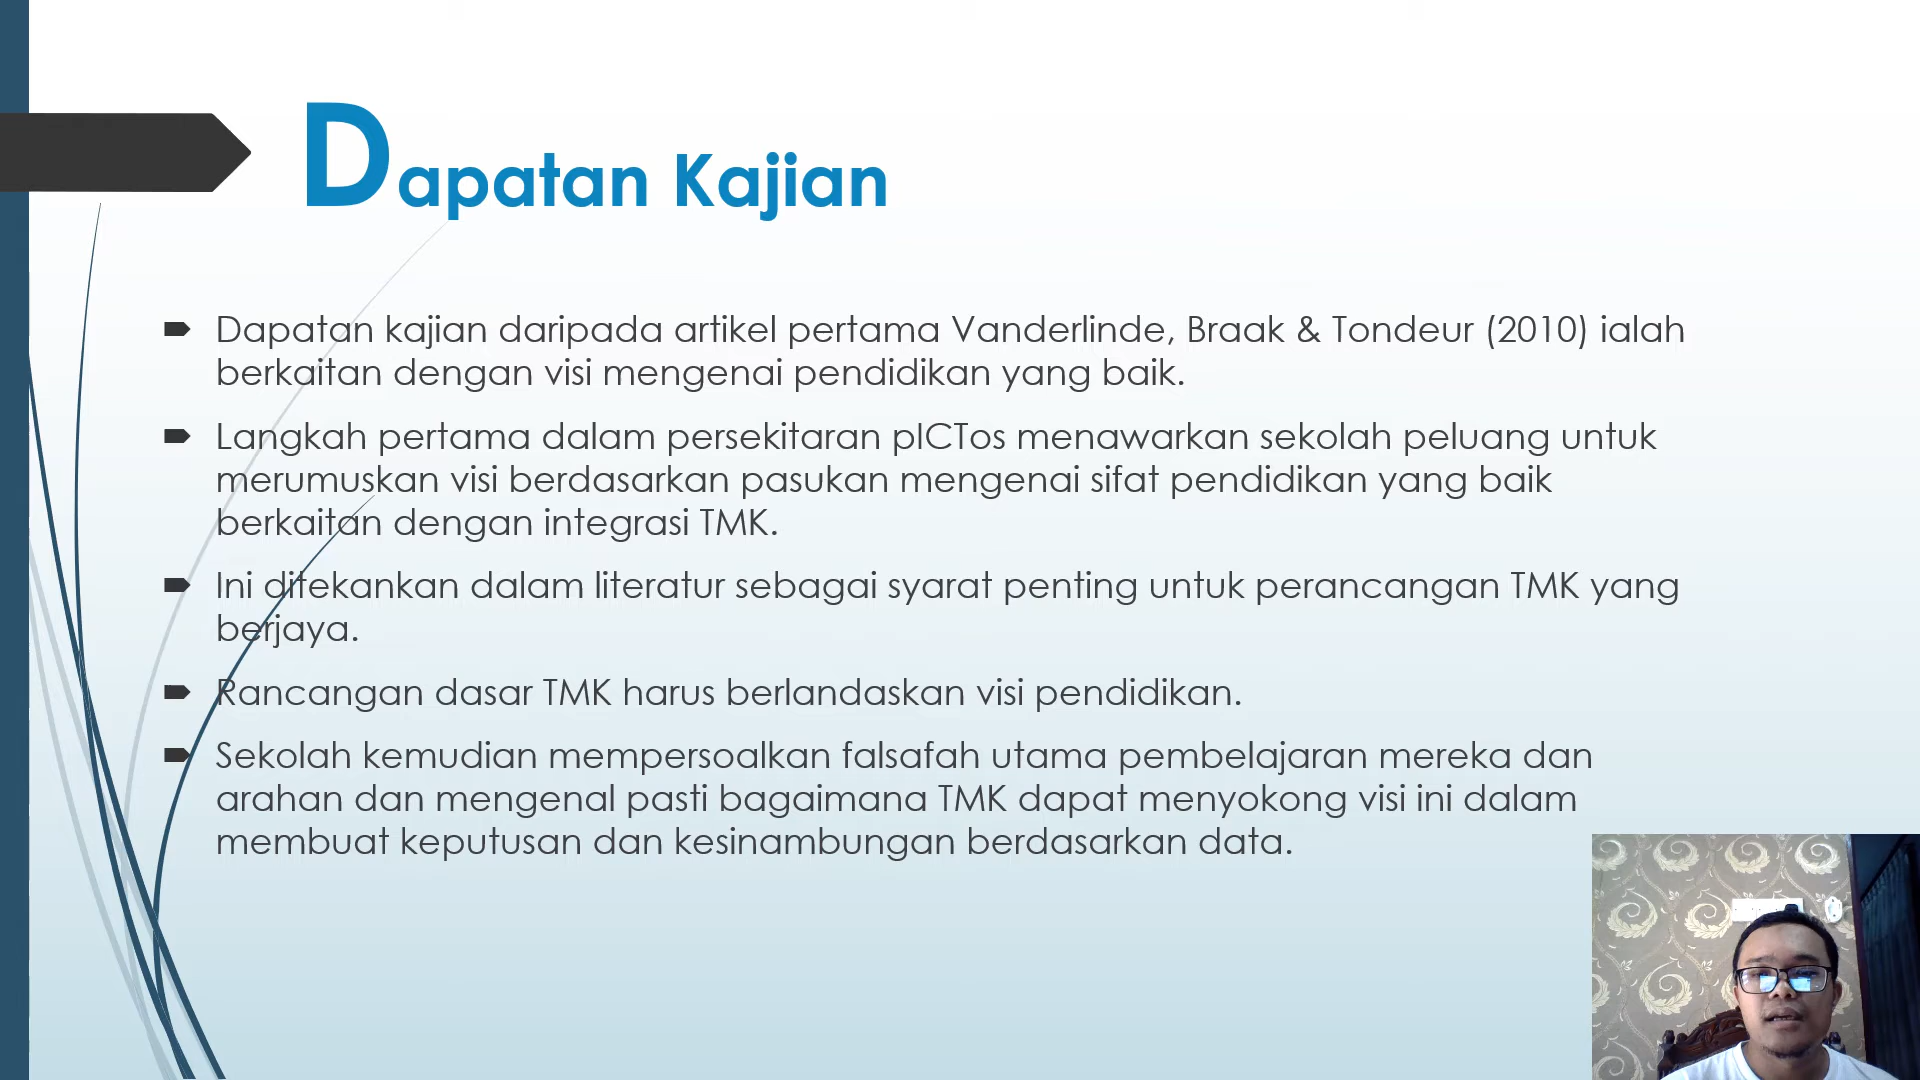 Dapatan Kajian
Dapatan kajian daripada artikel pertama Vanderlinde, Braak & Tondeur (2010) ialah
berkaitan dengan visi mengenai pendidikan yang baik.
Langkah pertama dalam persekitaran pICTos menawarkan sekolah peluang untuk
merumuskan visi berdasarkan pasukan mengenai sifat pendidikan yang baik
berkaitan dengan integrasi TMK.
Ini ditekankan dalam literatur sebagai syarat penting untuk perancangan TMK yang
berjaya.
Rancangan dasar TMK harus berlandaskan visi pendidikan.
Sekolah kemudian mempersoalkan falsafah utama pembelajaran mereka dan
arahan dan mengenal pasti bagaimana TMK dapat menyokong visi ini dalam
membuat keputusan dan kesinambungan berdasarkan data.